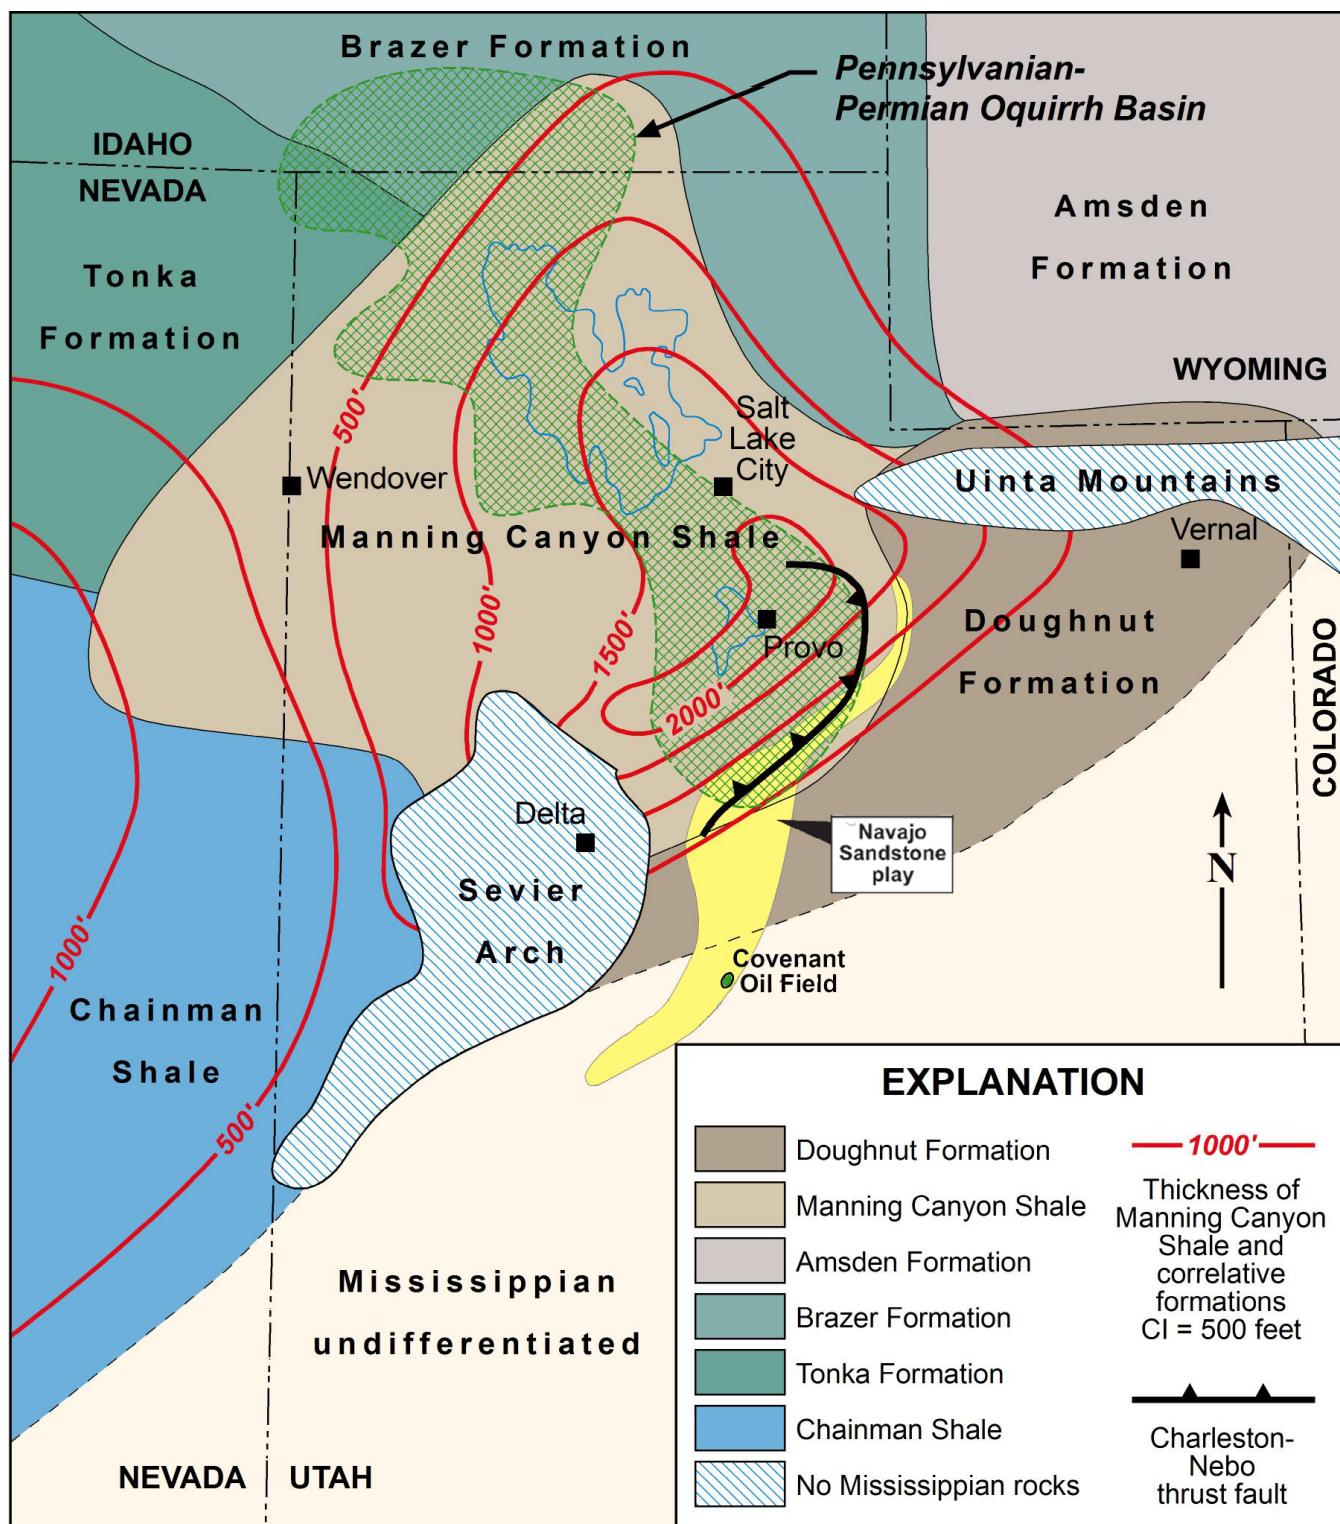 Brazer Formation
Pennsylvanian-
Permian Oquirrh Basin
IDAHO
NEVADA
Amsden
Formation
Tonka
Formation
WYOMING
500'
Salt
Lake
City
Wendover
Uinta Mountains
Manning Canyon Shale
Vernal
1000'
1500'
Provo
Doughnut
Formation
2000'
COLORADO
Delta
Navajo
Sandstone
play
N
Sevier
Arch
1000'
Covenant
Oil Field
Chainman
Shale
500'
Mississippian
undifferentiated
NEVADA
UTAH
EXPLANATION
Doughnut Formation
Manning Canyon Shale
Amsden Formation
Brazer Formation
Tonka Formation
Chainman Shale
No Mississippian rocks
1000'
Thickness of
Manning Canyon
Shale and
correlative
formations
CI = 500 feet
Charleston-
Nebo
thrust fault